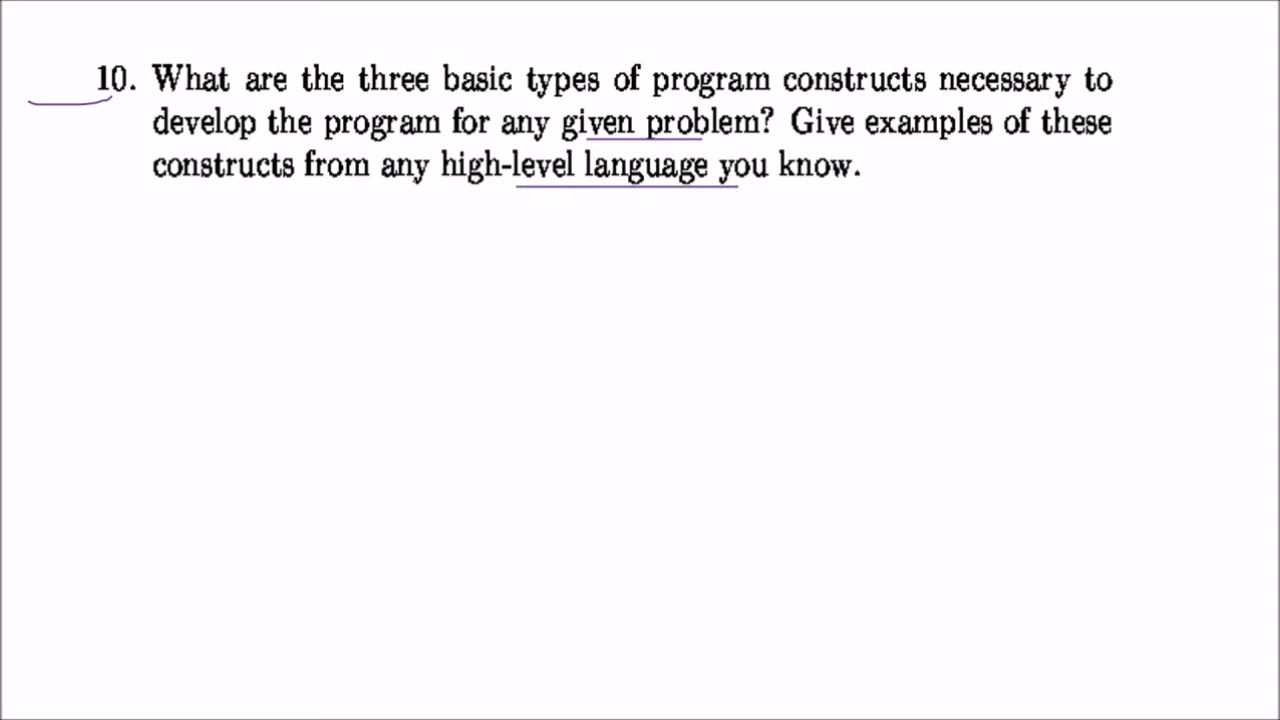 10. What are the three basic types of program constructs necessary to
develop the program for any given problem? Give examples of these
constructs from any high-level language you know.